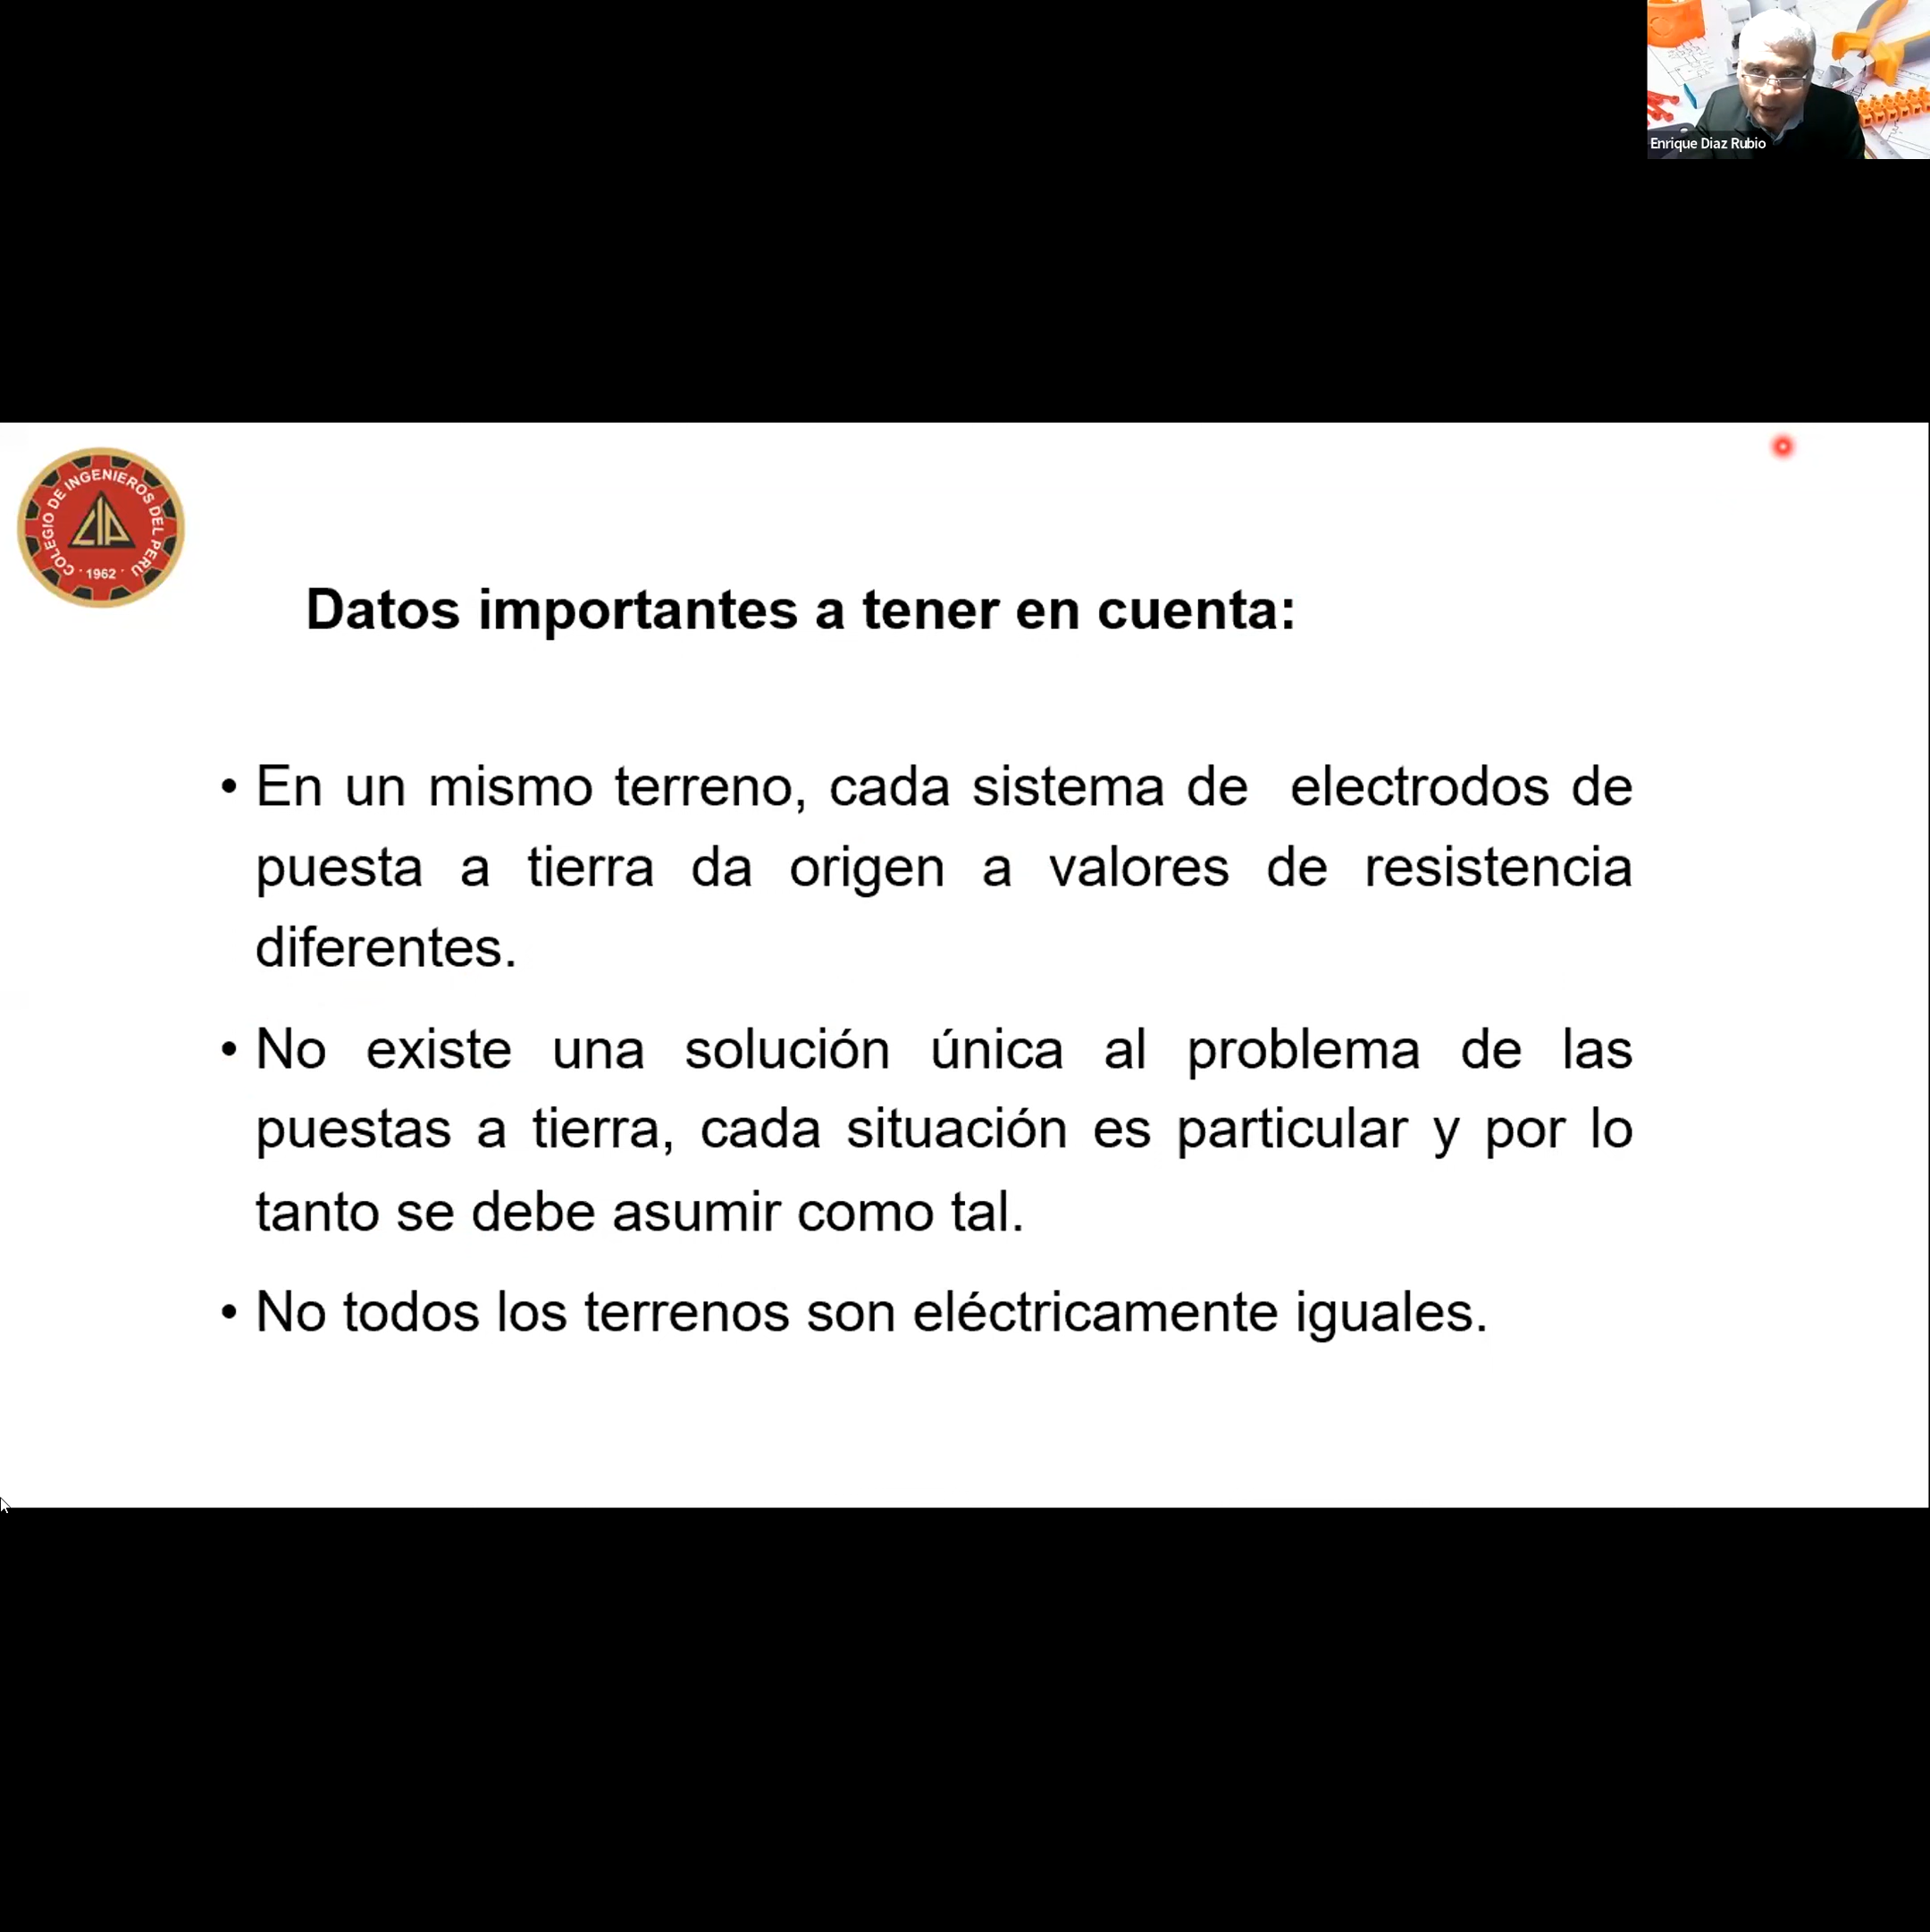 Enrique Diaz Rubio
COLEGIO DE INGENIEROS DEL PERU
CIP
· 1962 ·
Datos importantes a tener en cuenta:
• En un mismo terreno, cada sistema de electrodos de
puesta a tierra da origen a valores de resistencia
diferentes.
• No existe una solución única al problema de las
puestas a tierra, cada situación es particular y por lo
tanto se debe asumir como tal.
• No todos los terrenos son eléctricamente iguales.